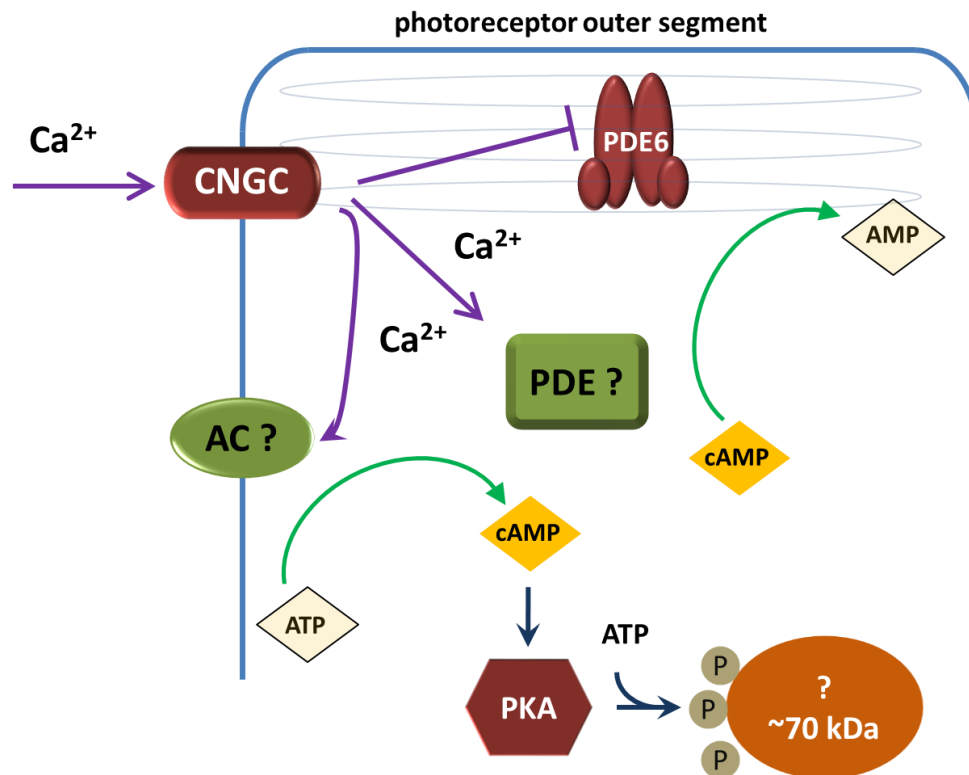 photoreceptor outer segment
Ca²⁺
CNGC
PDE6
AMP
Ca²⁺
Ca²⁺
PDE ?
AC ?
cAMP
cAMP
ATP
ATP
PKA
P
P
P
?
~70 kDa